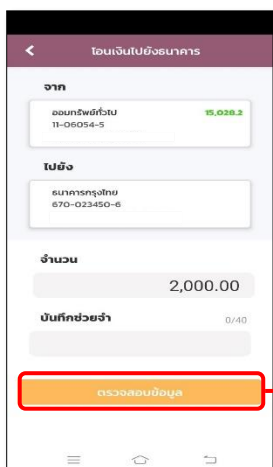 โอนเงินไปยังธนาคาร
จาก
ออมทรัพย์ทั่วไป 15,028.2
11-06054-5
ไปยัง
ธนาคารกรุงไทย
670-023450-6
จำนวน
2,000.00
บันทึกช่วยจำ 0/40
ตรวจสอบข้อมูล